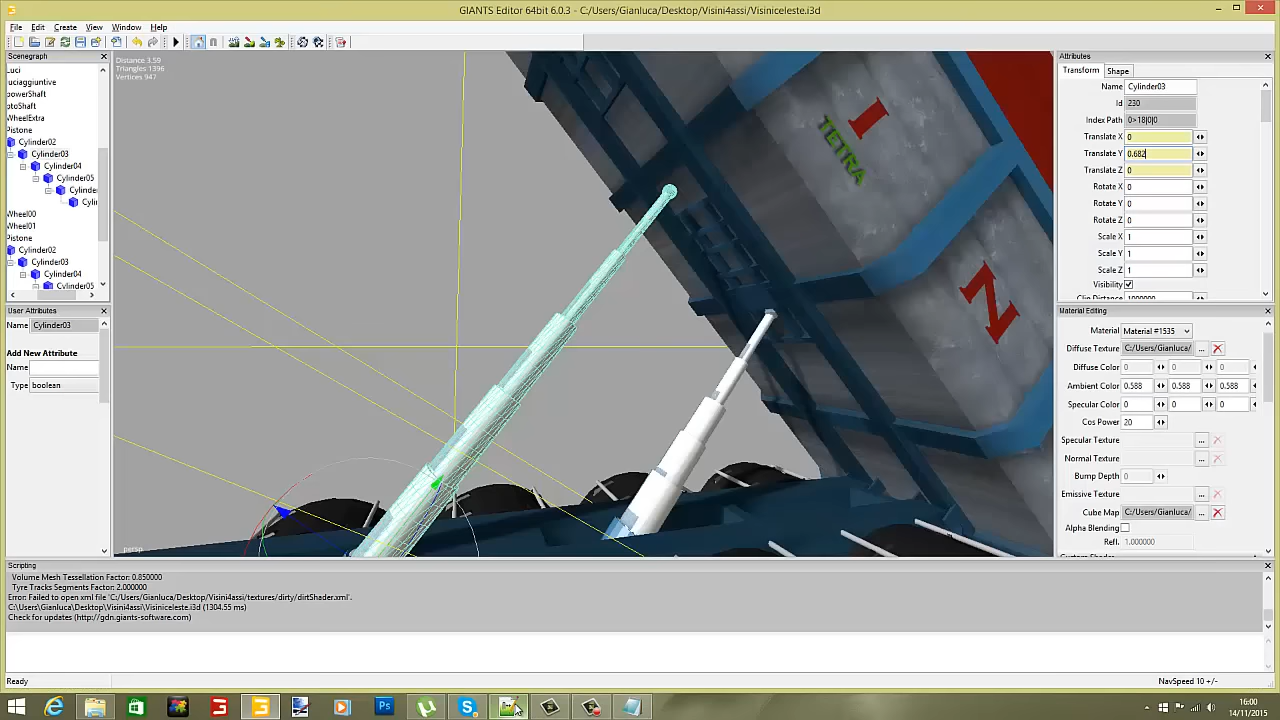 GIANTS Editor 64bit 6.0.3 - C:/Users/Gianluca/Desktop/Visini4assi/Visiniceleste.i3d
File Edit Create View Window Help
Scenegraph
Luci
luciaggiuntive
powerShaft
ptoShaft
WheelExtra
Pistone
Cylinder02
Cylinder03
Cylinder04
Cylinder05
Cylinder
Cyli
Wheel00
Wheel01
Pistone
Cylinder02
Cylinder03
Cylinder04
Cylinder05
User Attributes
Name Cylinder03
Add New Attribute
Name
Type boolean
Distance 3.59
Triangles 1396
Vertices 947
TETRA
I
N
persp
Attributes
Transform Shape
Name Cylinder03
Id 230
Index Path 0>18|0|0
Translate X 0
Translate Y 0.682
Translate Z 0
Rotate X 0
Rotate Y 0
Rotate Z 0
Scale X 1
Scale Y 1
Scale Z 1
Visibility
Clip Distance 1000000
Material Editing
Material Material #1535
Diffuse Texture C:/Users/Gianluca/ ...
Diffuse Color 0 0 0
Ambient Color 0.588 0.588 0.588
Specular Color 0 0 0
Cos Power 20
Specular Texture ...
Normal Texture ...
Bump Depth 0
Emissive Texture ...
Cube Map C:/Users/Gianluca/ ...
Alpha Blending
Refl. 1.000000
Custom Shader
Scripting
Volume Mesh Tessellation Factor: 0.850000
Tyre Tracks Segments Factor: 2.000000
Error: Failed to open xml file 'C:/Users/Gianluca/Desktop/Visini4assi/textures/dirty/dirtShader.xml'.
C:\Users\Gianluca\Desktop\Visini4assi\Visiniceleste.i3d (1304.55 ms)
Check for updates (http://gdn.giants-software.com)
Ready
NavSpeed 10 +/-
Ps
16:00
14/11/2015